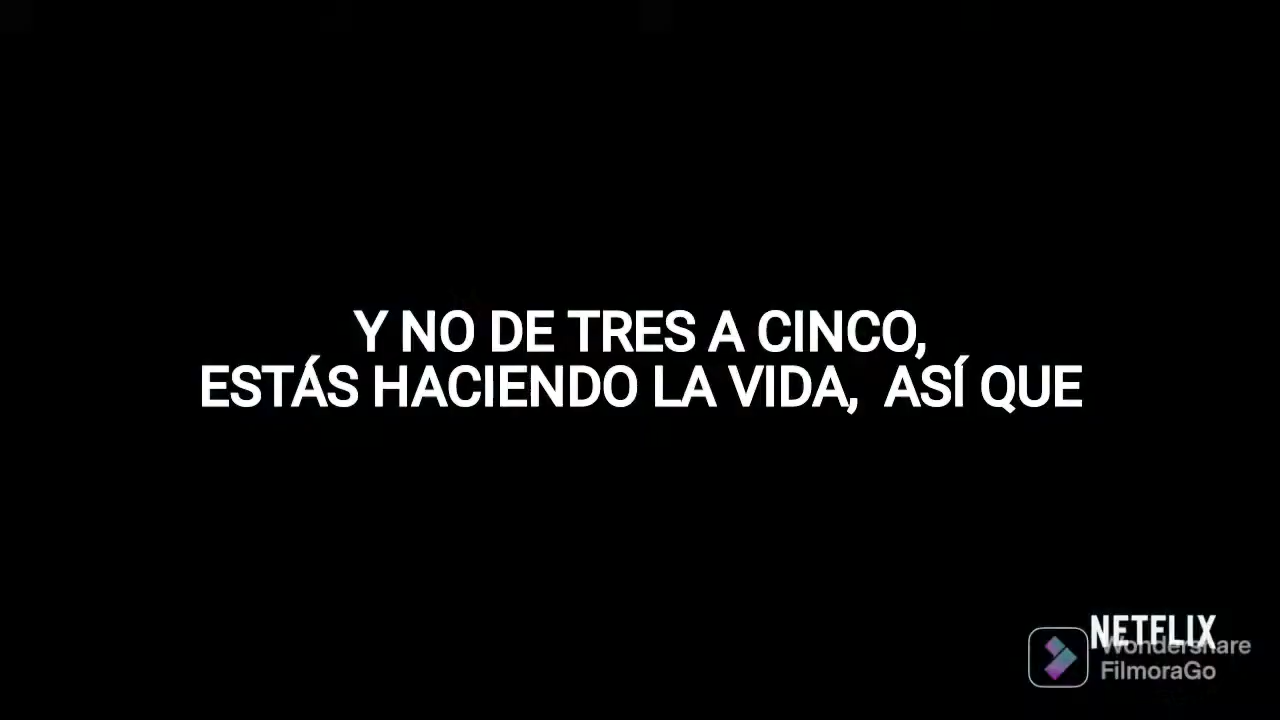 Y NO DE TRES A CINCO,
ESTÁS HACIENDO LA VIDA, ASÍ QUE
NETFLIX
Wondershare
FilmoraGo